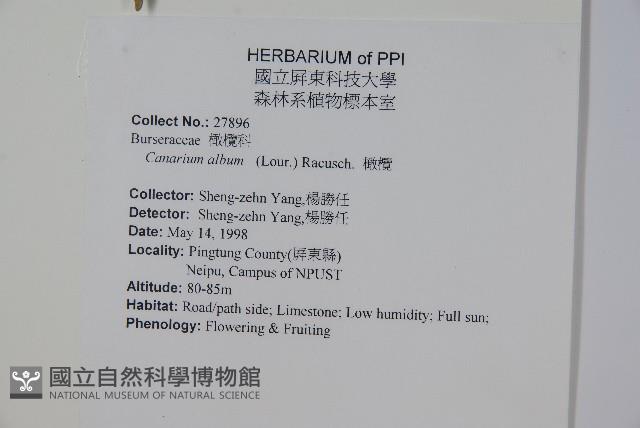 HERBARIUM of PPI
國立屏東科技大學
森林系植物標本室
Collect No.: 27896
Burseraceae 橄欖科
Canarium album (Lour.) Raeusch. 橄欖
Collector: Sheng-zehn Yang,楊勝任
Detector: Sheng-zehn Yang,楊勝任
Date: May 14, 1998
Locality: Pingtung County(屏東縣)
Neipu, Campus of NPUST
Altitude: 80-85m
Habitat: Road/path side; Limestone; Low humidity; Full sun;
Phenology: Flowering & Fruiting
國立自然科學博物館
NATIONAL MUSEUM OF NATURAL SCIENCE